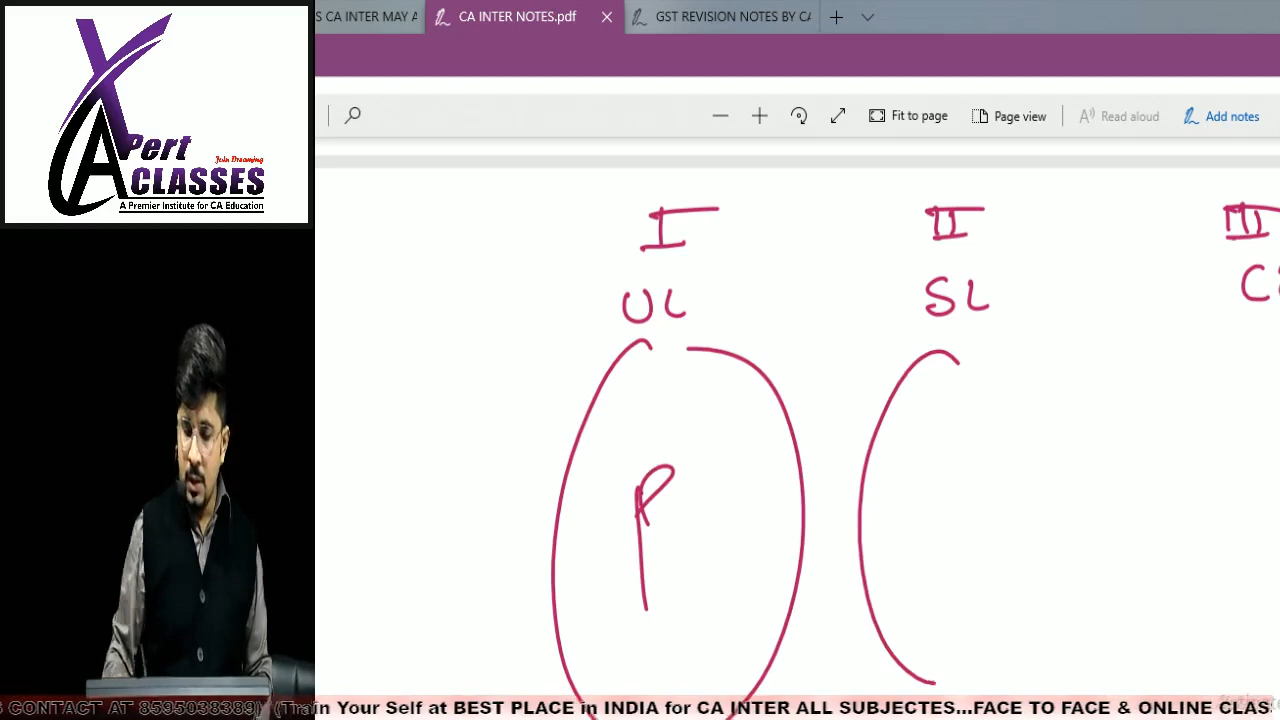 S CA INTER MAY A
CA INTER NOTES.pdf
GST REVISION NOTES BY CA
Fit to page
Page view
Read aloud
Add notes
XPert
Join Dreaming
CA CLASSES
A Premier Institute for CA Education
I II III
UL SL C
P
CONTACT AT 8595038389) (Train Your Self at BEST PLACE in INDIA for CA INTER ALL SUBJECTES...FACE TO FACE & ONLINE CLAS